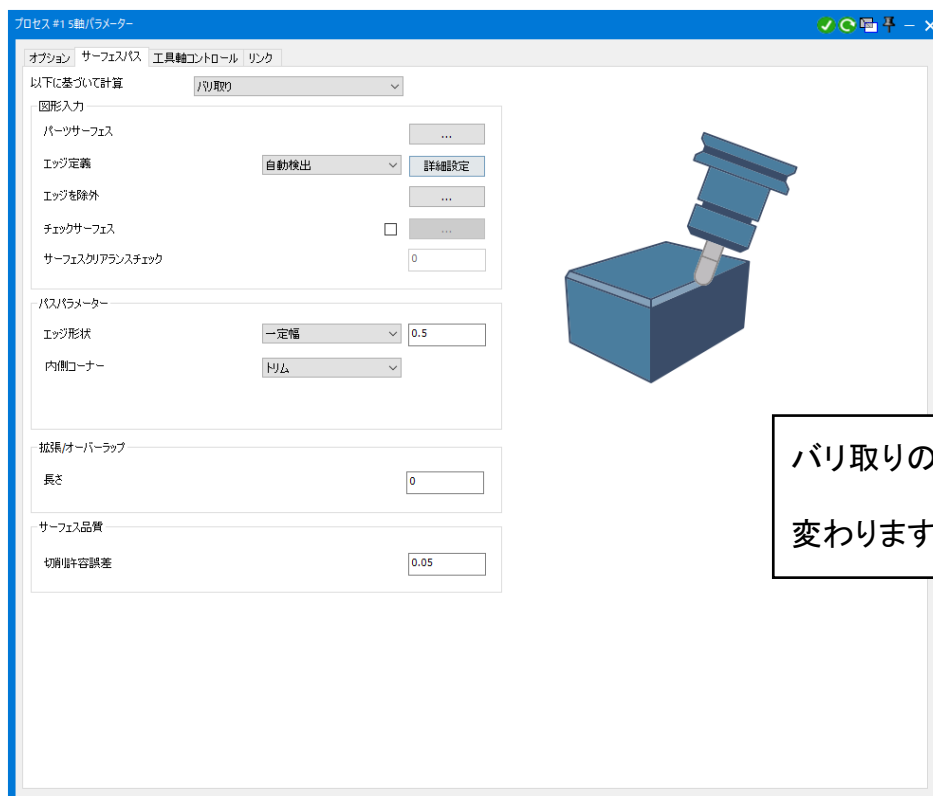 プロセス #1 5軸パラメーター
オプション サーフェスパス 工具軸コントロール リンク
以下に基づいて計算 バリ取り
図形入力
パーツサーフェス ...
エッジ定義 自動検出 詳細設定
エッジを除外 ...
チェックサーフェス ...
サーフェスクリアランスチェック 0
パスパラメーター
エッジ形状 一定幅 0.5
内側コーナー トリム
拡張/オーバーラップ
長さ 0
サーフェス品質
切削許容誤差 0.05
バリ取りの
変わります